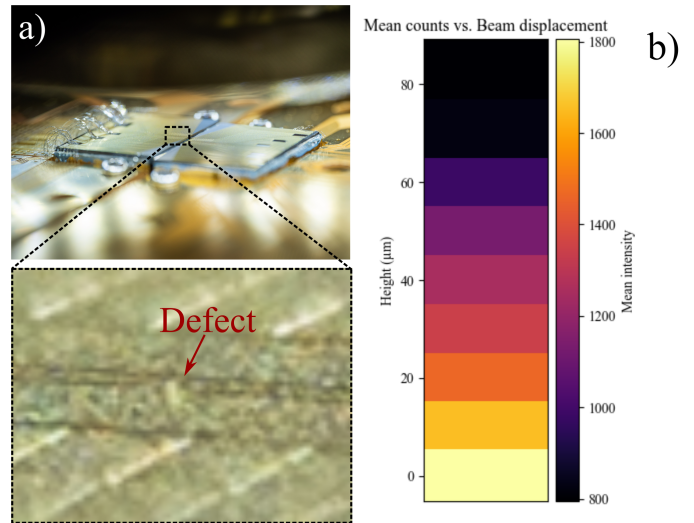 a)
Defect
Mean counts vs. Beam displacement
b)
80
60
40
20
0
Height (μm)
1800
1600
1400
1200
1000
800
Mean intensity